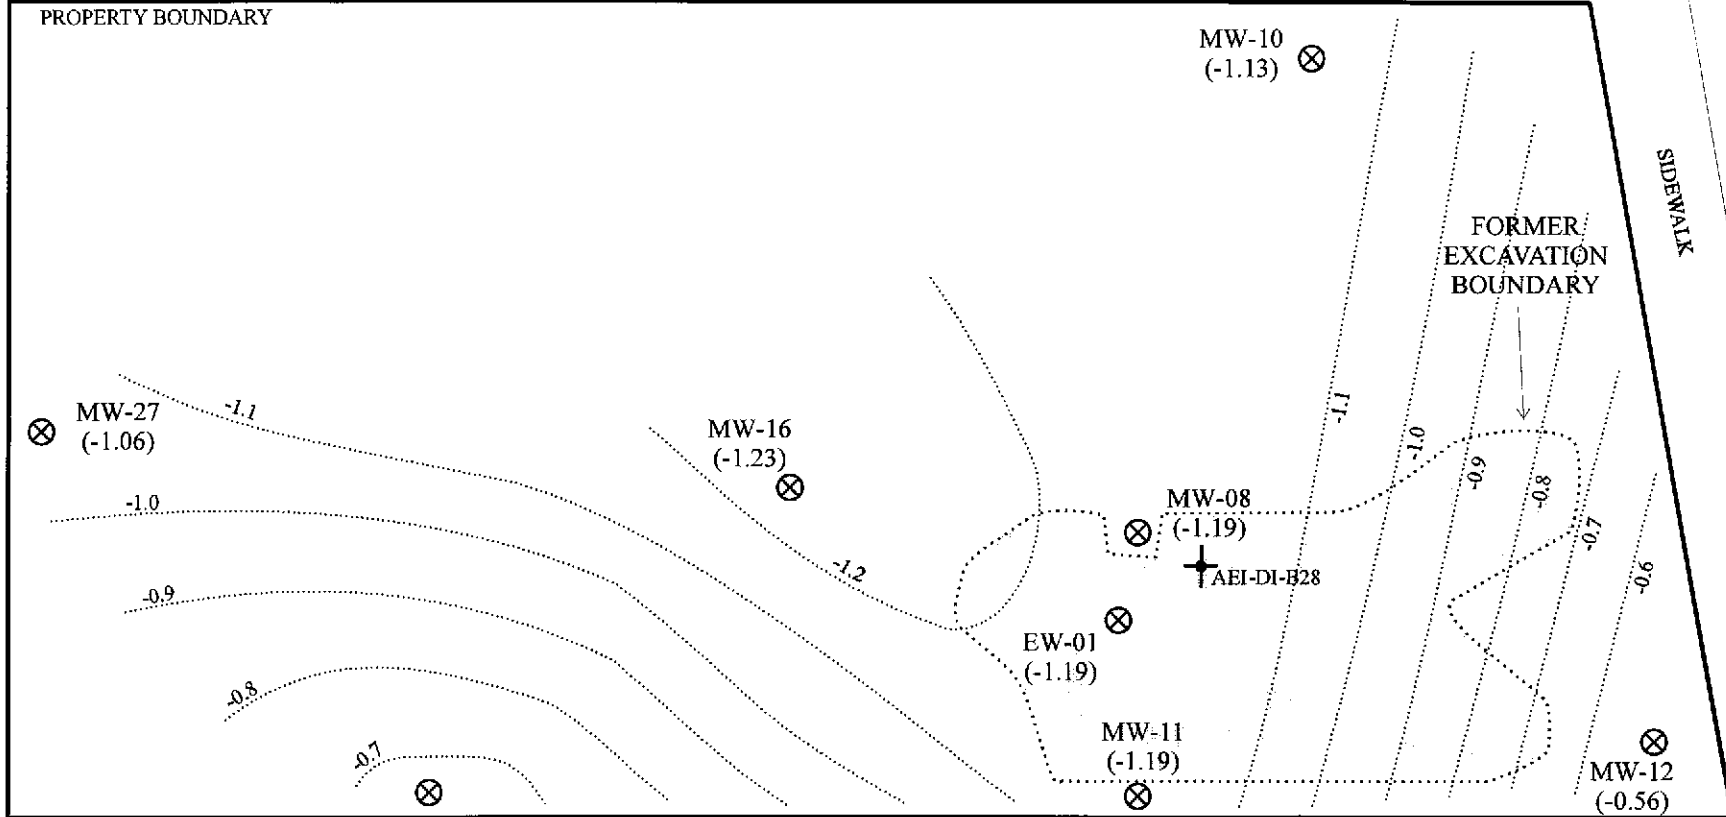 PROPERTY BOUNDARY
MW-10
(-1.13)
SIDEWALK
FORMER
EXCAVATION
BOUNDARY
MW-27
(-1.06)
-1.1
MW-16
(-1.23)
-1.1
-1.0
-0.9
-0.8
-0.7
-0.6
-1.0
MW-08
(-1.19)
AEI-DI-B28
-1.2
-0.9
EW-01
(-1.19)
-0.8
-0.7
MW-11
(-1.19)
MW-12
(-0.56)